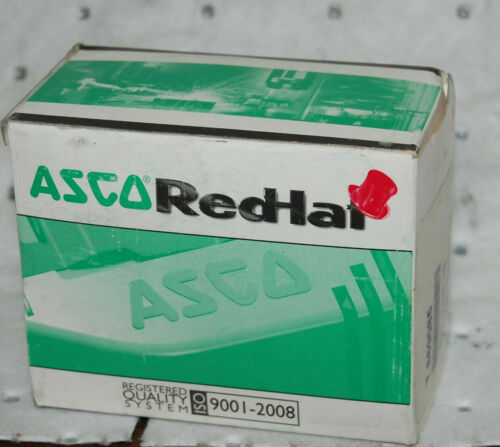 ASCO® RedHat
ASCO
REGISTERED
QUALITY
SYSTEM
ISO 9001-2008